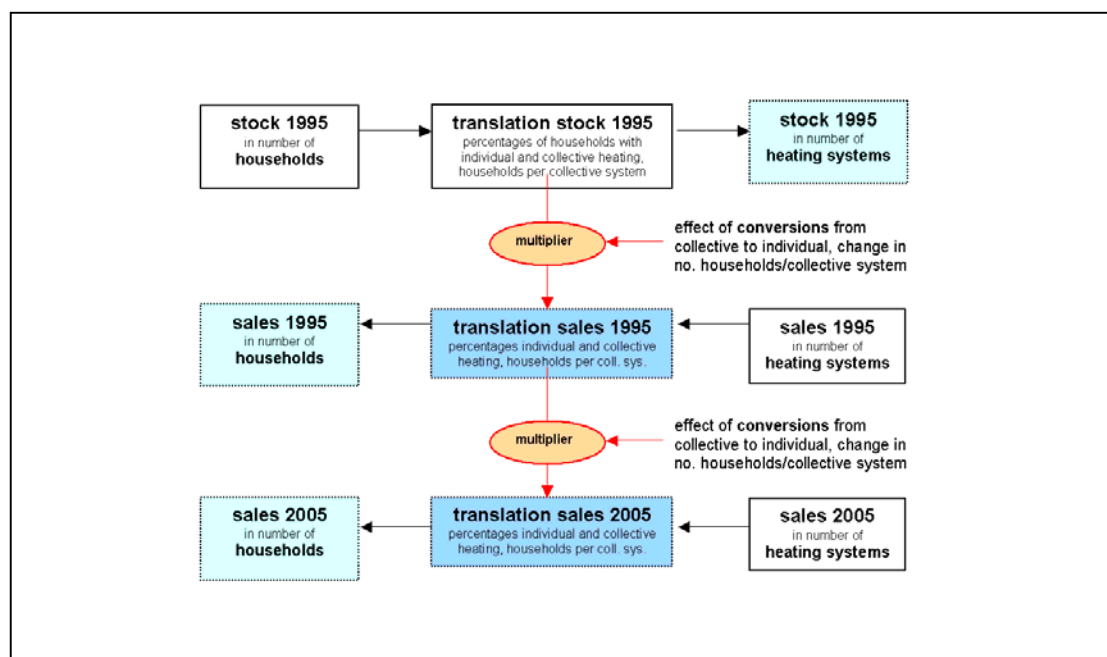 stock 1995
in number of
households
translation stock 1995
percentages of households with
individual and collective heating,
households per collective system
stock 1995
in number of
heating systems
multiplier
effect of conversions from
collective to individual, change in
no. households/collective system
sales 1995
in number of
households
translation sales 1995
percentages individual and collective
heating, households per coll. sys.
sales 1995
in number of
heating systems
multiplier
effect of conversions from
collective to individual, change in
no. households/collective system
sales 2005
in number of
households
translation sales 2005
percentages individual and collective
heating, households per coll. sys.
sales 2005
in number of
heating systems